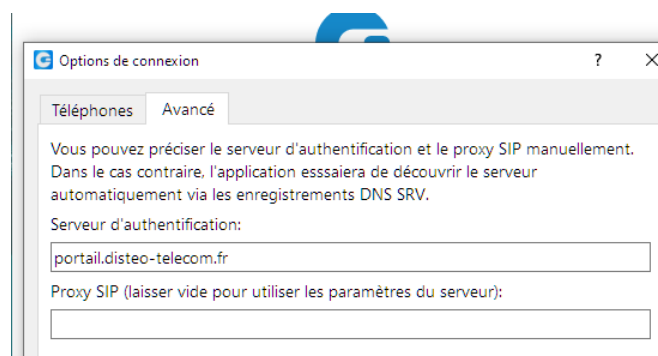 Options de connexion
?
Téléphones
Avancé
Vous pouvez préciser le serveur d'authentification et le proxy SIP manuellement.
Dans le cas contraire, l'application esssaiera de découvrir le serveur
automatiquement via les enregistrements DNS SRV.
Serveur d'authentification:
portail.disteo-telecom.fr
Proxy SIP (laisser vide pour utiliser les paramètres du serveur):